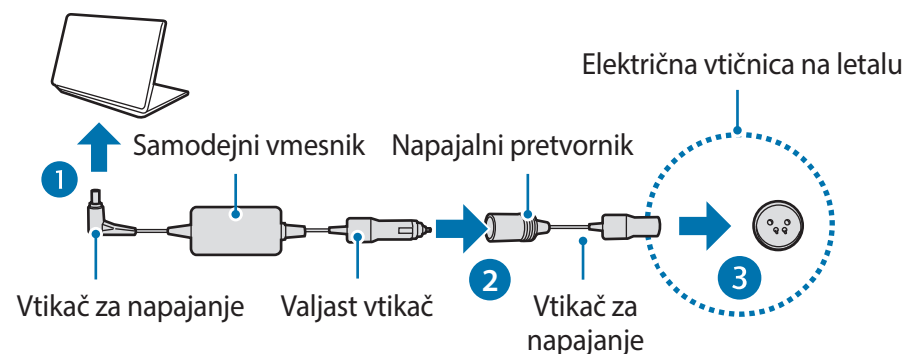 Električna vtičnica na letalu
Samodejni vmesnik
Napajalni pretvornik
1
2
3
Vtikač za napajanje
Valjast vtikač
Vtikač za
napajanje